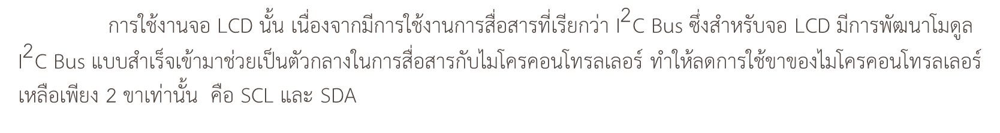 การใช้งานจอ LCD นั้น เนื่องจากมีการใช้งานการสื่อสารที่เรียกว่า I²C Bus ซึ่งสำหรับจอ LCD มีการพัฒนาโมดูล
I²C Bus แบบสำเร็จเข้ามาช่วยเป็นตัวกลางในการสื่อสารกับไมโครคอนโทรลเลอร์ ทำให้ลดการใช้ขาของไมโครคอนโทรลเลอร์
เหลือเพียง 2 ขาเท่านั้น คือ SCL และ SDA